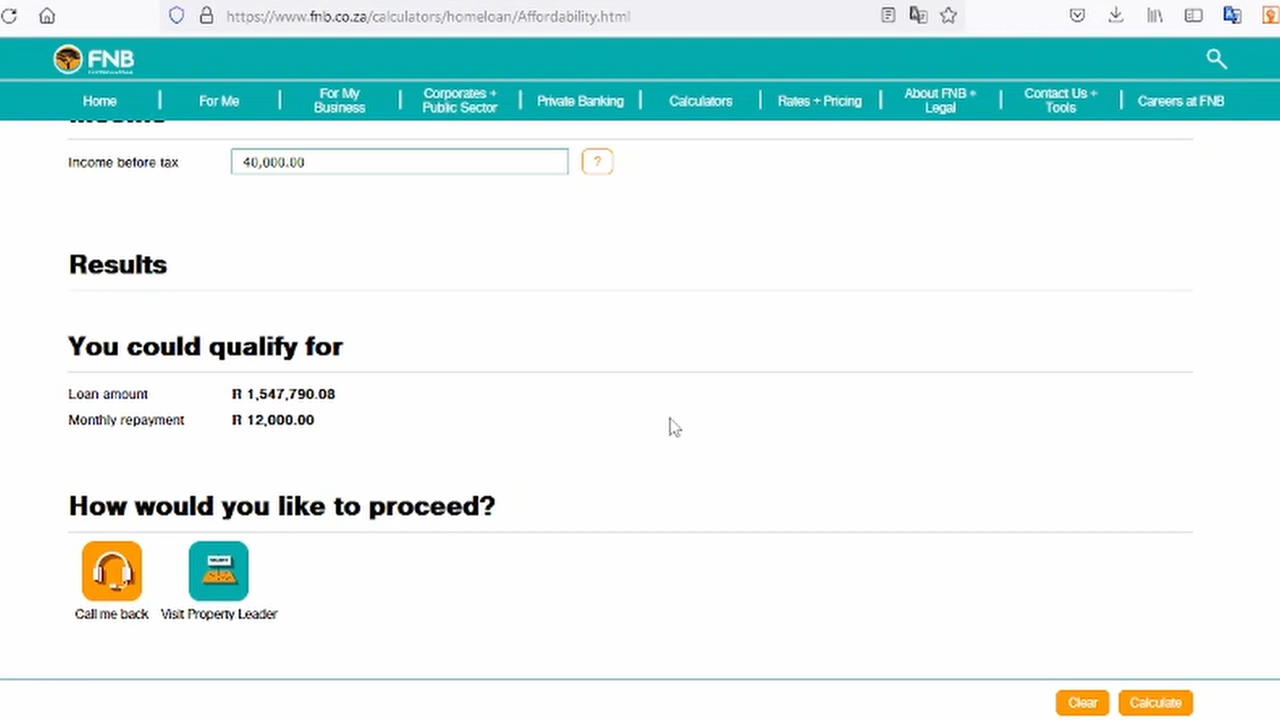 https://www.fnb.co.za/calculators/homeloan/Affordability.html
FNB
Home
For Me
For My
Business
Corporates +
Public Sector
Private Banking
Calculators
Rates + Pricing
About FNB +
Legal
Contact Us +
Tools
Careers at FNB
Income before tax
40,000.00
?
Results
You could qualify for
Loan amount R 1,547,790.08
Monthly repayment R 12,000.00
How would you like to proceed?
Call me back
Visit Property Leader
Clear
Calculate